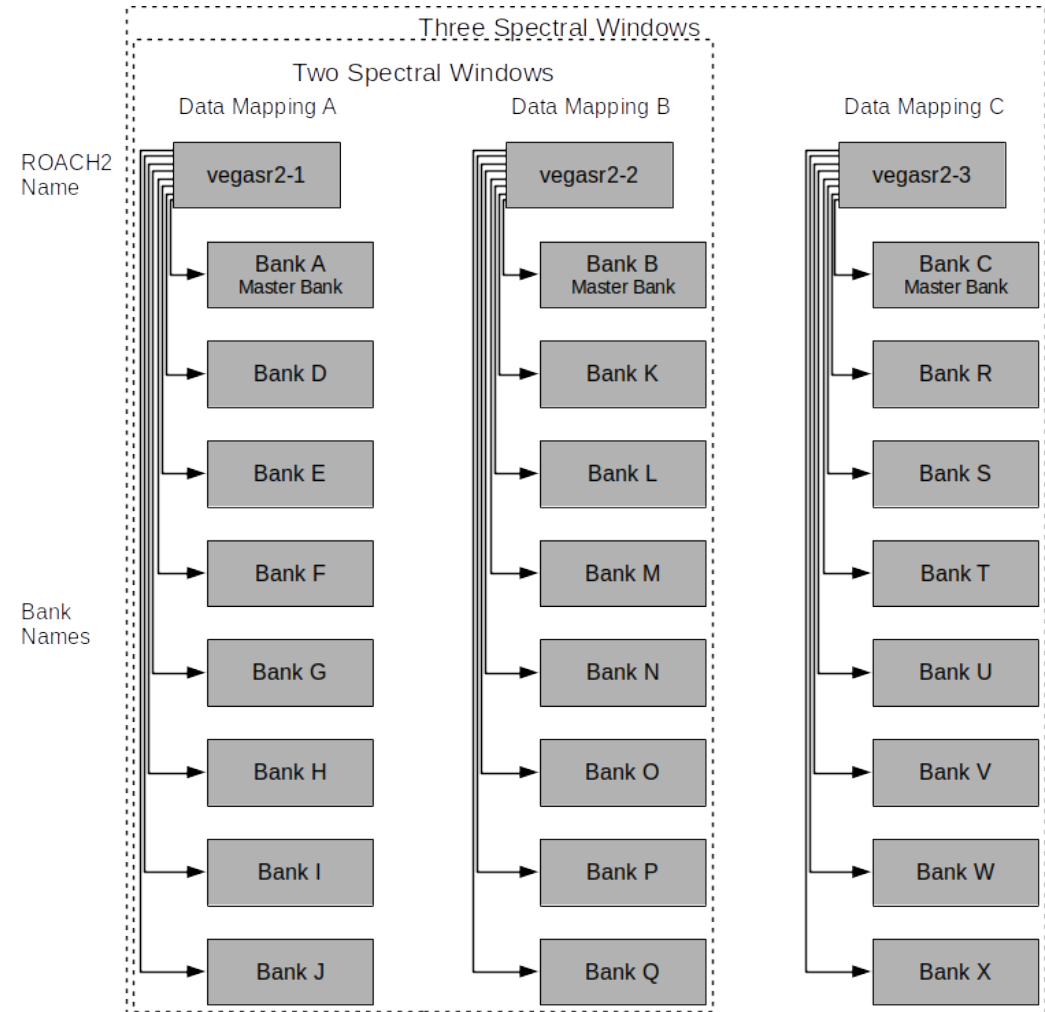 Three Spectral Windows
Two Spectral Windows
Data Mapping A
Data Mapping B
Data Mapping C
ROACH2
Name
vegasr2-1
vegasr2-2
vegasr2-3
Bank A
Master Bank
Bank B
Master Bank
Bank C
Master Bank
Bank D
Bank K
Bank R
Bank E
Bank L
Bank S
Bank F
Bank M
Bank T
Bank
Names
Bank G
Bank N
Bank U
Bank H
Bank O
Bank V
Bank I
Bank P
Bank W
Bank J
Bank Q
Bank X